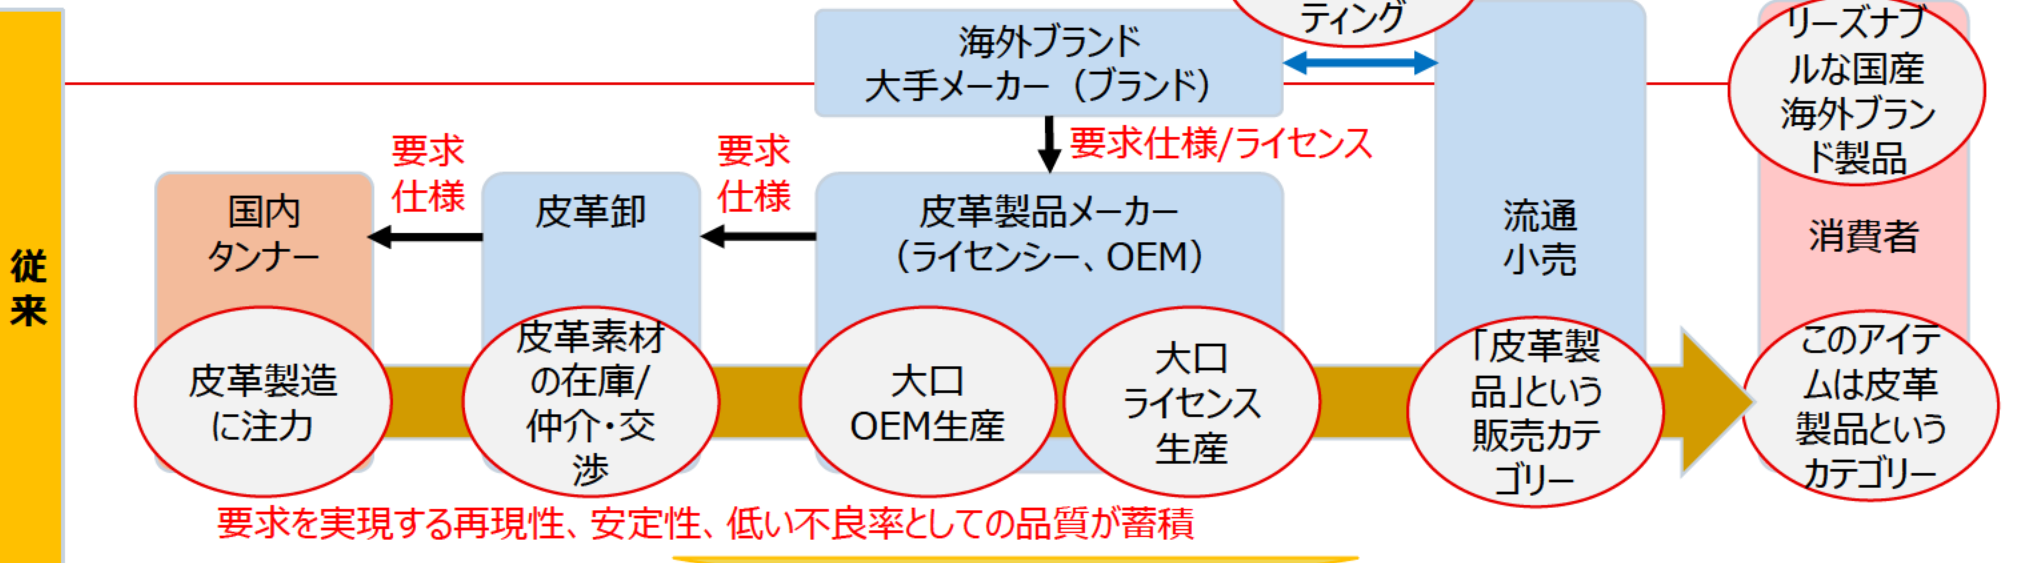 ティング
海外ブランド
大手メーカー（ブランド）
リーズナブ
ルな国産
海外ブラン
ド製品
要求
仕様
要求
仕様
要求仕様/ライセンス
国内
タンナー
皮革卸
皮革製品メーカー
（ライセンシー、OEM）
流通
小売
消費者
従
来
皮革製造
に注力
皮革素材
の在庫/
仲介・交
渉
大口
OEM生産
大口
ライセンス
生産
「皮革製
品」という
販売カテ
ゴリー
このアイテ
ムは皮革
製品という
カテゴリー
要求を実現する再現性、安定性、低い不良率としての品質が蓄積